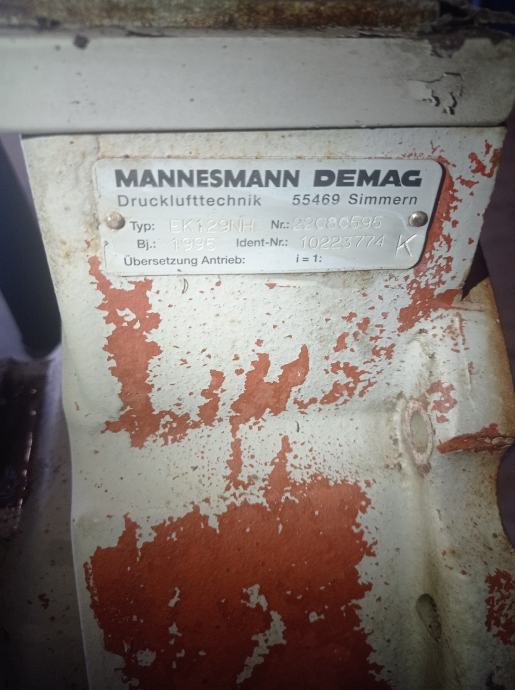 MANNESMANN DEMAG
Drucklufttechnik 55469 Simmern
Typ: EK129NH Nr.: 22080595
Bj.: 1995 Ident-Nr.: 10223774 K
Übersetzung Antrieb: i = 1: